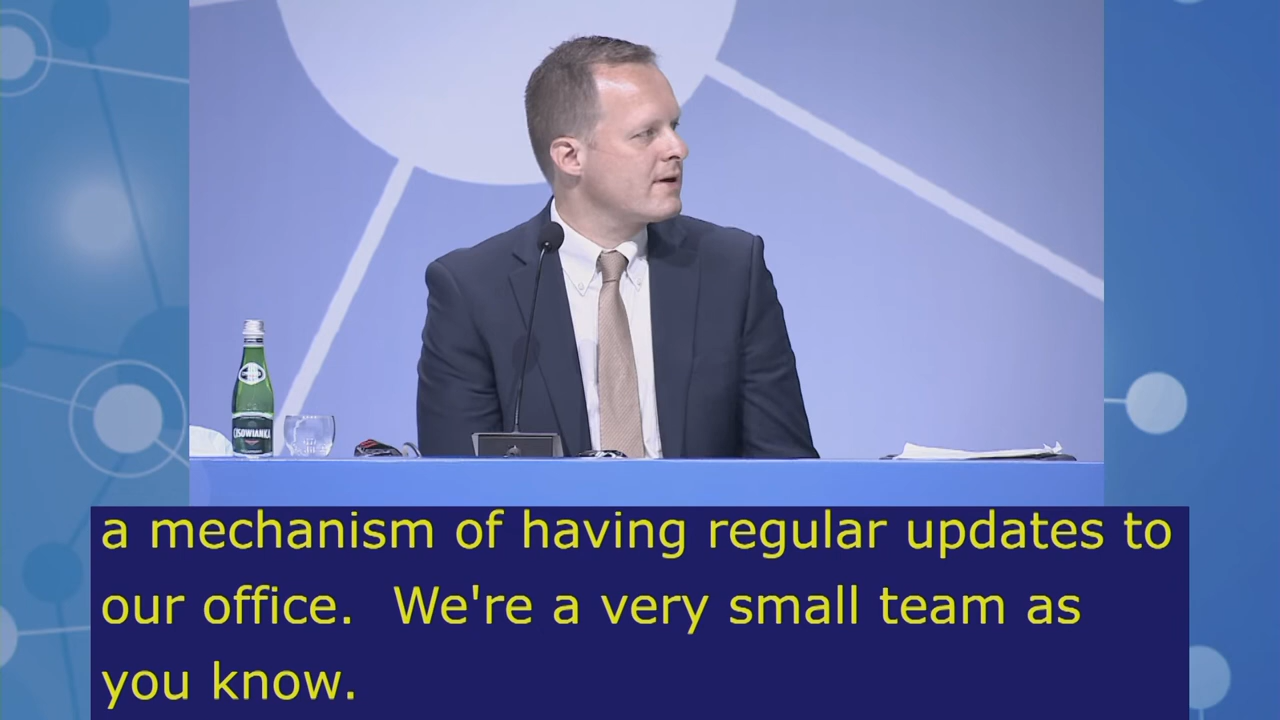 CISOWIANKA
a mechanism of having regular updates to
our office.  We're a very small team as
you know.